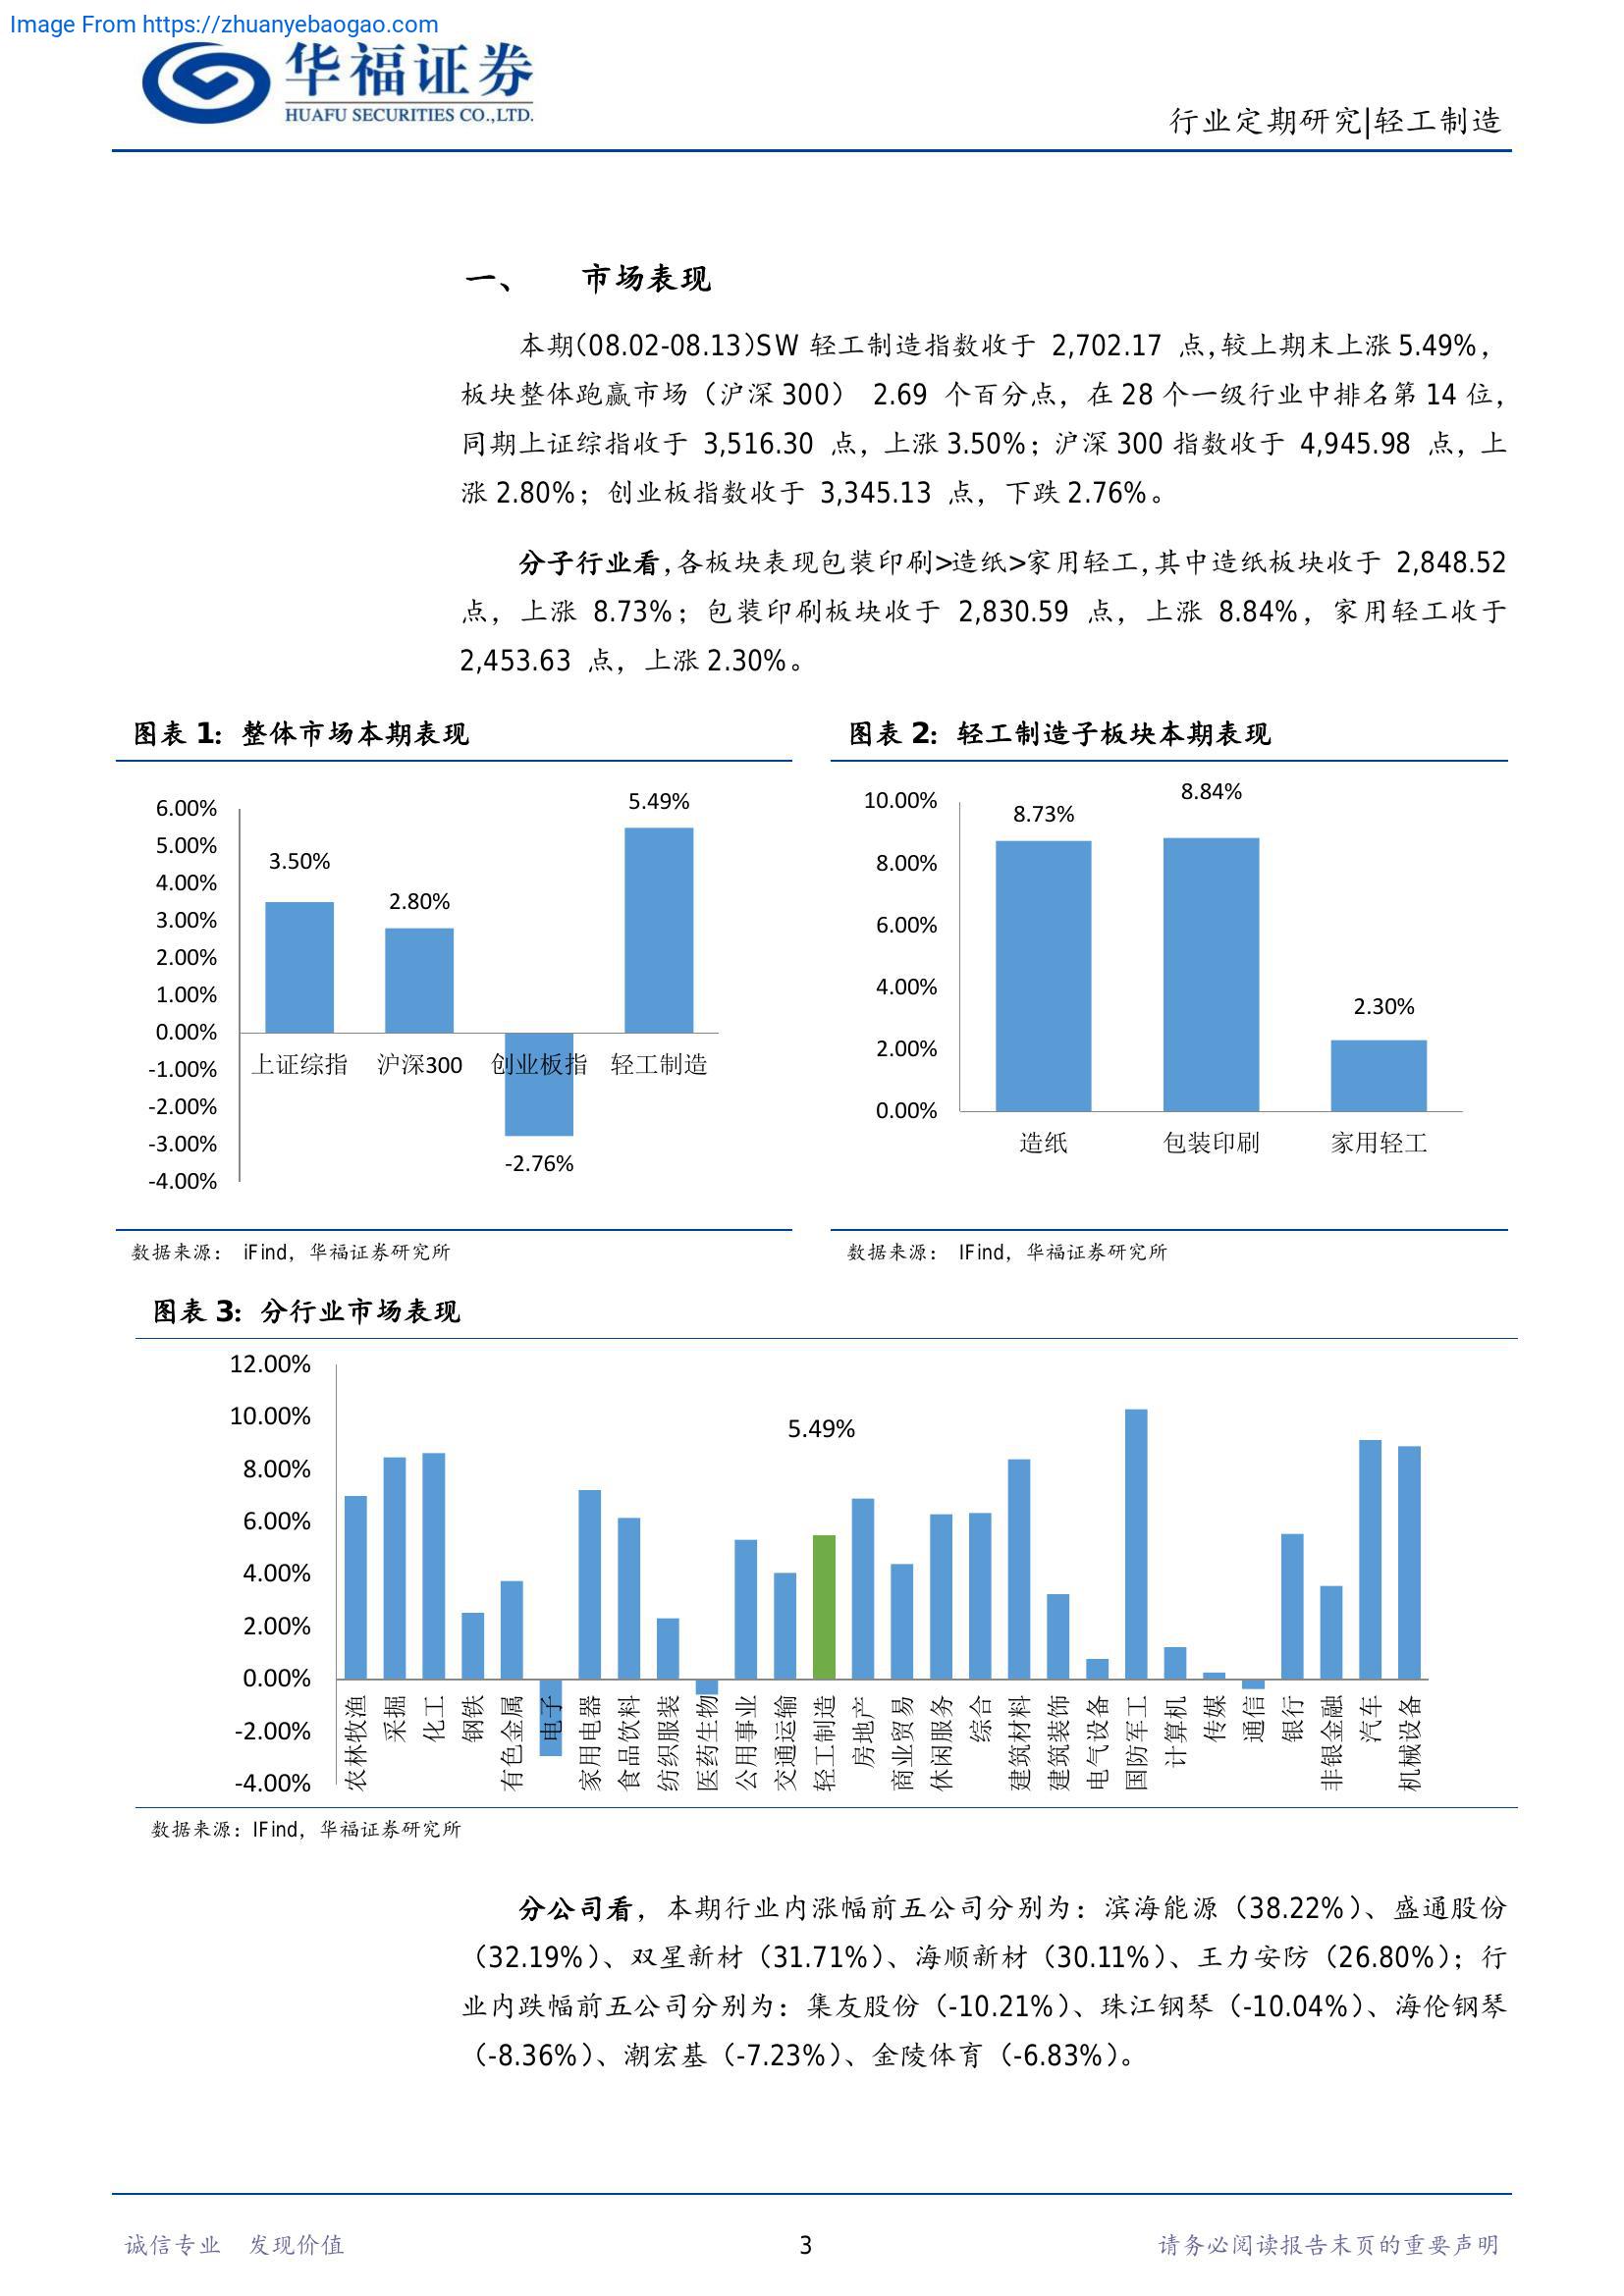 Image From https://zhuanyebaogao.com
华福证券
HUAFU SECURITIES CO.,LTD.
行业定期研究|轻工制造
一、 市场表现
本期(08.02-08.13)SW 轻工制造指数收于 2,702.17 点,较上期末上涨 5.49%，
板块整体跑赢市场（沪深 300） 2.69 个百分点，在 28 个一级行业中排名第 14 位，
同期上证综指收于 3,516.30 点，上涨 3.50%；沪深 300 指数收于 4,945.98 点，上
涨 2.80%；创业板指数收于 3,345.13 点，下跌 2.76%。
分子行业看,各板块表现包装印刷>造纸>家用轻工,其中造纸板块收于 2,848.52
点，上涨 8.73%；包装印刷板块收于 2,830.59 点，上涨 8.84%，家用轻工收于
2,453.63 点，上涨 2.30%。
图表 1：整体市场本期表现
6.00%
5.00%
4.00%
3.00%
2.00%
1.00%
0.00%
-1.00%
-2.00%
-3.00%
-4.00%
3.50%
2.80%
-2.76%
5.49%
上证综指
沪深300
创业板指
轻工制造
数据来源： iFind，华福证券研究所
图表 2：轻工制造子板块本期表现
10.00%
8.00%
6.00%
4.00%
2.00%
0.00%
8.73%
8.84%
2.30%
造纸
包装印刷
家用轻工
数据来源： IFind，华福证券研究所
图表 3：分行业市场表现
12.00%
10.00%
8.00%
6.00%
4.00%
2.00%
0.00%
-2.00%
-4.00%
5.49%
农林牧渔
采掘
化工
钢铁
有色金属
电子
家用电器
食品饮料
纺织服装
医药生物
公用事业
交通运输
轻工制造
房地产
商业贸易
休闲服务
综合
建筑材料
建筑装饰
电气设备
国防军工
计算机
传媒
通信
银行
非银金融
汽车
机械设备
数据来源：IFind，华福证券研究所
分公司看，本期行业内涨幅前五公司分别为：滨海能源（38.22%）、盛通股份
（32.19%）、双星新材（31.71%）、海顺新材（30.11%）、王力安防（26.80%）；行
业内跌幅前五公司分别为：集友股份（-10.21%）、珠江钢琴（-10.04%）、海伦钢琴
（-8.36%）、潮宏基（-7.23%）、金陵体育（-6.83%）。
诚信专业 发现价值
3
请务必阅读报告末页的重要声明